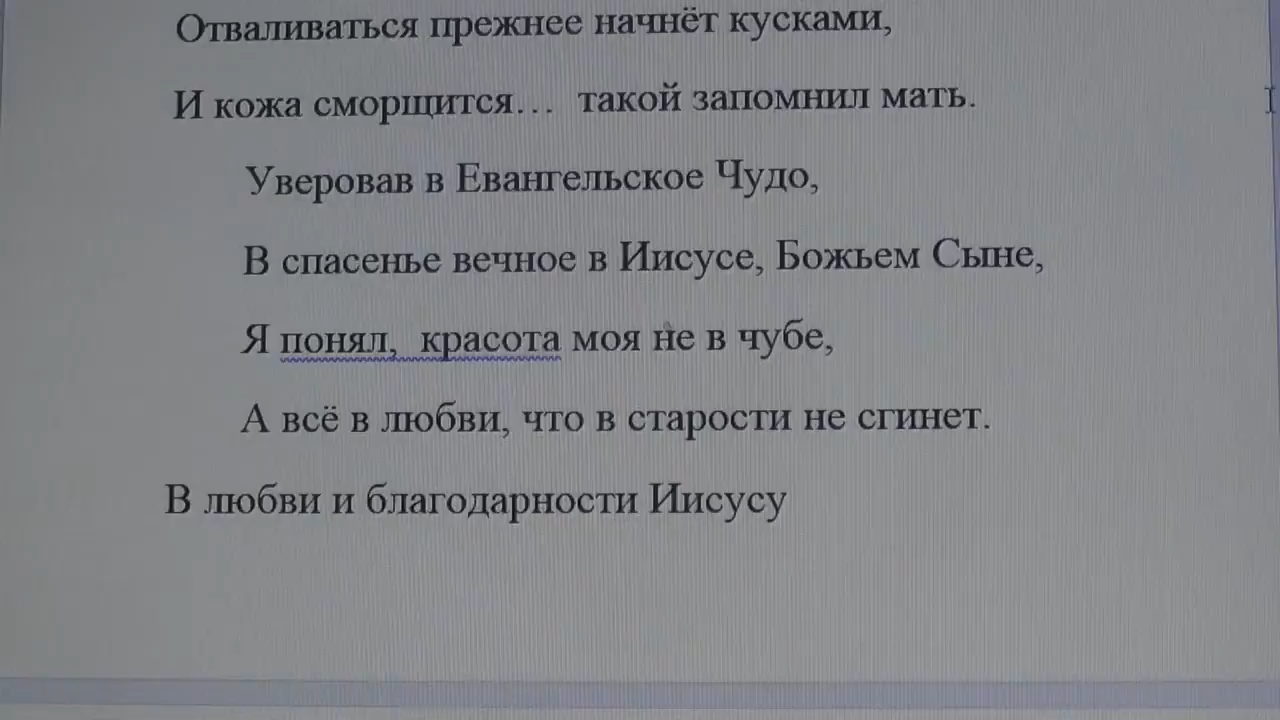 Отваливаться прежнее начнёт кусками,
И кожа сморщится…  такой запомнил мать.
Уверовав в Евангельское Чудо,
В спасенье вечное в Иисусе, Божьем Сыне,
Я понял,  красота моя не в чубе,
А всё в любви, что в старости не сгинет.
В любви и благодарности Иисусу